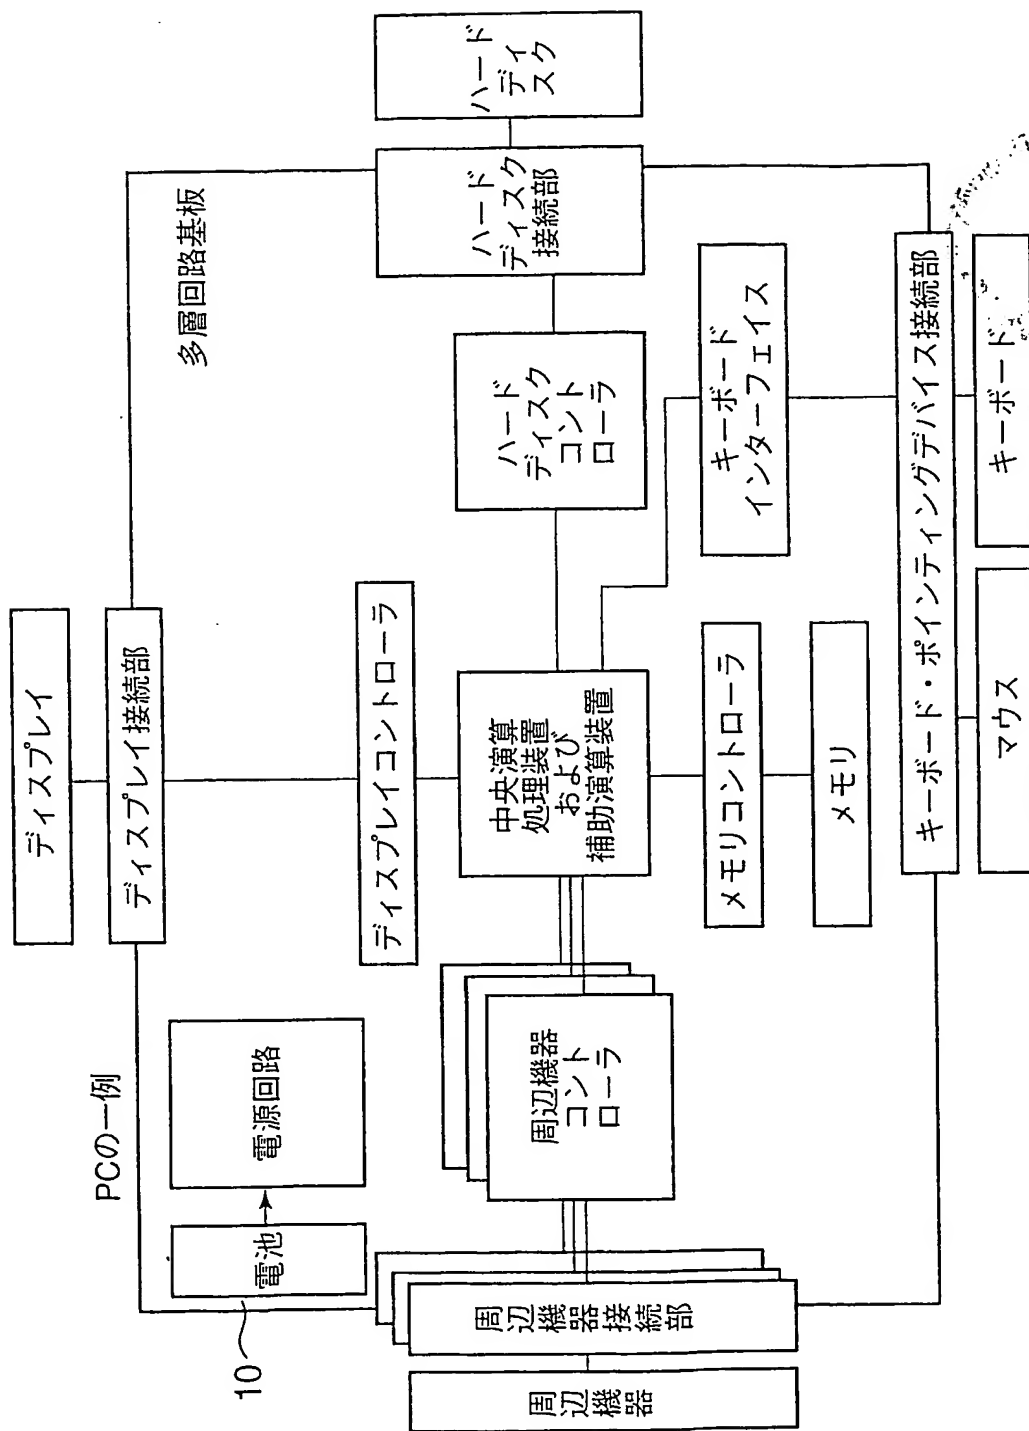 PCの一例
多層回路基板
10
電池
電源回路
ディスプレイ
ディスプレイ接続部
ディスプレイコントローラ
周辺機器
周辺機器接続部
周辺機器
コント
ローラ
中央演算
処理装置
および
補助演算装置
ハード
ディスク
コント
ローラ
ハード
ディスク
接続部
ハード
ディ
スク
メモリコントローラ
メモリ
キーボード
インターフェイス
キーボード・ポインティングデバイス接続部
マウス
キーボード